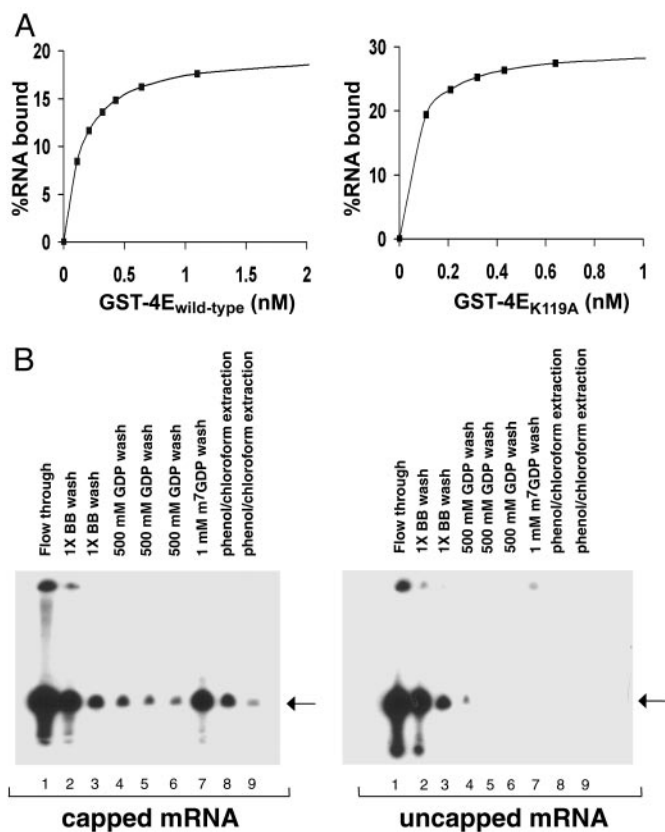 A
%RNA bound
20
15
10
5
0
0
0.5
1
1.5
2
GST-4Ewild-type (nM)
%RNA bound
30
20
10
0
0
0.2
0.4
0.6
0.8
1
GST-4EK119A (nM)
B
Flow through
1X BB wash
1X BB wash
500 mM GDP wash
500 mM GDP wash
500 mM GDP wash
1 mM m7GDP wash
phenol/chloroform extraction
phenol/chloroform extraction
1 2 3 4 5 6 7 8 9
capped mRNA
Flow through
1X BB wash
1X BB wash
500 mM GDP wash
500 mM GDP wash
500 mM GDP wash
1 mM m7GDP wash
phenol/chloroform extraction
phenol/chloroform extraction
1 2 3 4 5 6 7 8 9
uncapped mRNA